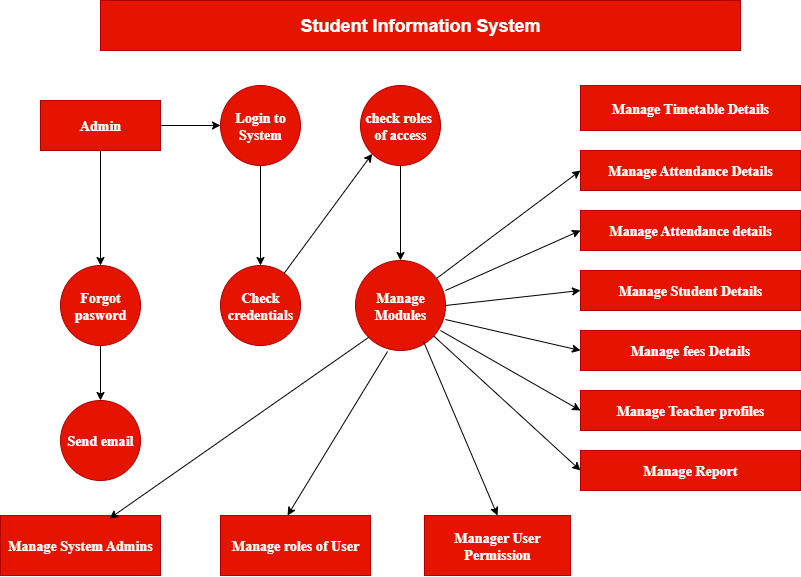 Student Information System
Admin
Login to
System
check roles
of access
Manage Timetable Details
Manage Attendance Details
Manage Attendance details
Forgot
pasword
Check
credentials
Manage
Modules
Manage Student Details
Manage fees Details
Manage Teacher profiles
Send email
Manage Report
Manage System Admins
Manage roles of User
Manager User
Permission